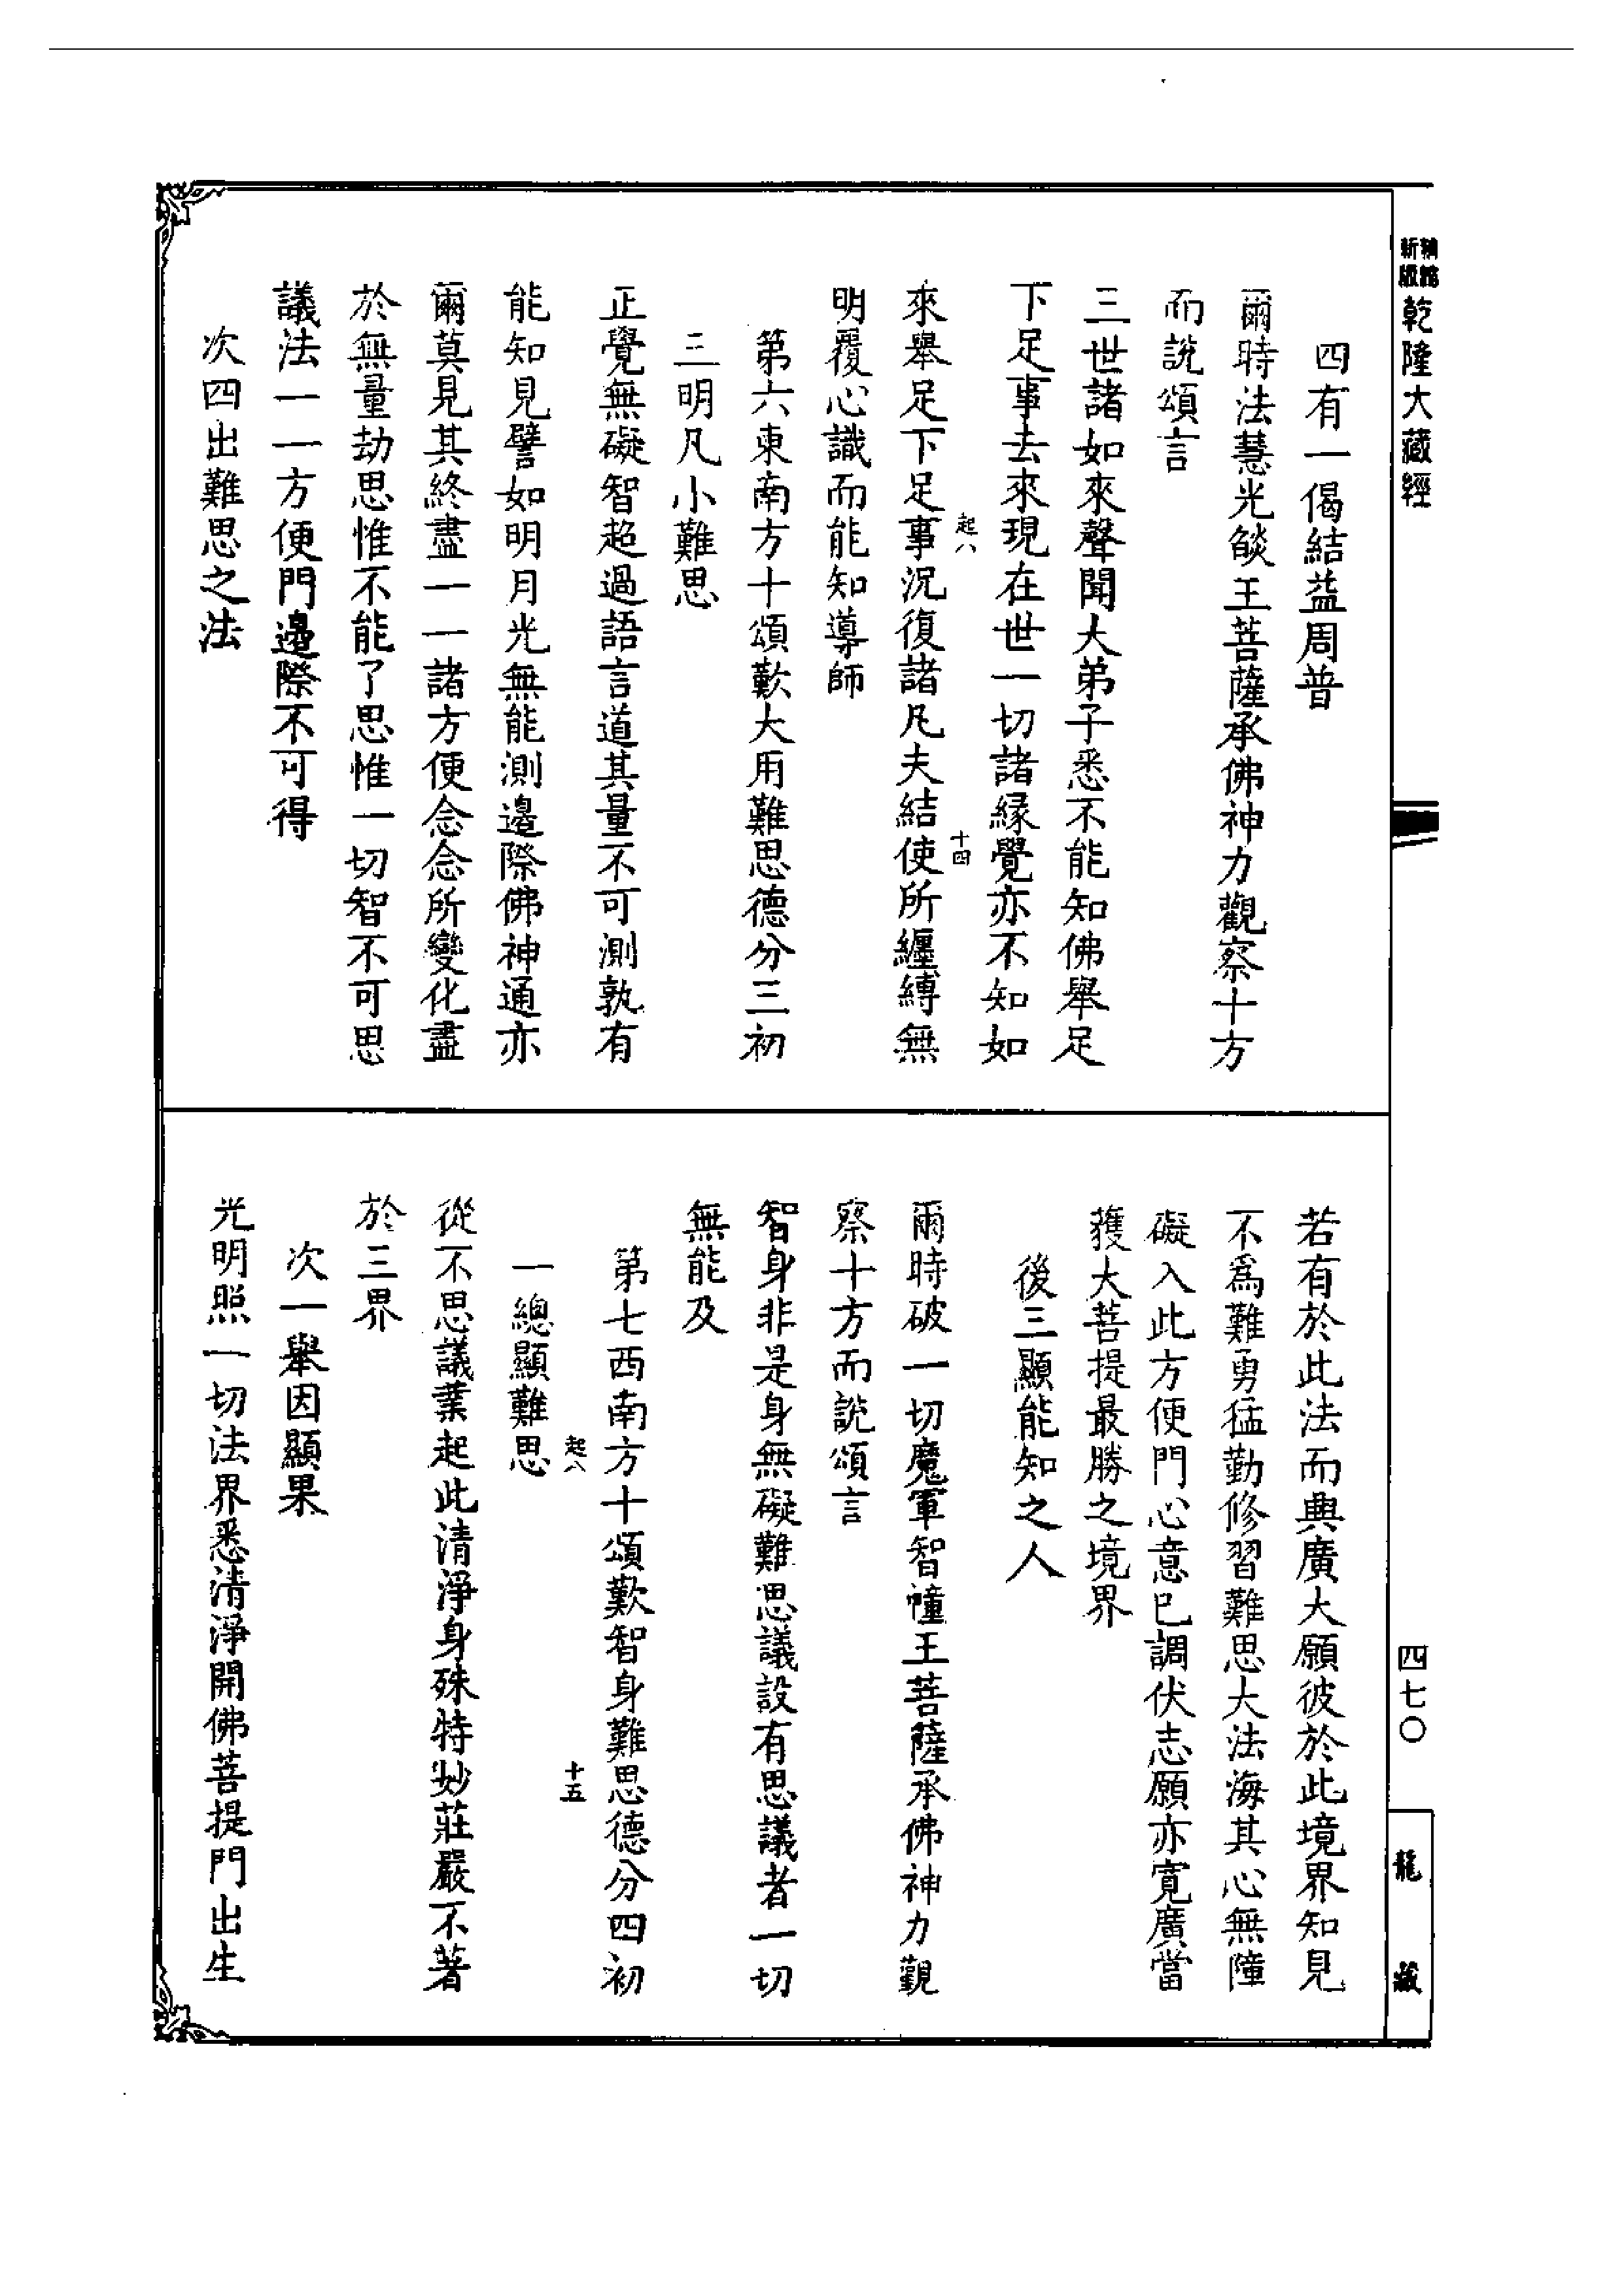 乾隆大藏經
四有一偈結益周普
爾時法慧光燄王菩薩承佛神力觀察十方
而說頌言
三世諸如來聲聞大弟子悉不能知佛舉足
下足事去來現在世一切諸緣覺亦不知如
來舉足下足事況復諸凡夫結使所纏縛無
起八
十四
明覆心識而能知導師
第六東南方十頌歎大用難思德分三初
三明凡小難思
正覺無礙智超過語言道其量不可測孰有
能知見譬如明月光無能測邊際佛神通亦
爾莫見其終盡一一諸方便念念所變化盡
於無量劫思惟不能了思惟一切智不可思
議法一一方便門邊際不可得
次四出難思之法
四七〇
龍藏
若有於此法而興廣大願彼於此境界知見
不為難勇猛勤修習難思大法海其心無障
礙入此方便門心意已調伏志願亦寬廣當
獲大菩提最勝之境界
後三顯能知之人
爾時破一切魔軍智幢王菩薩承佛神力觀
察十方而說頌言
智身非是身無礙難思議設有思議者一切
無能及
第七西南方十頌歎智身難思德分四初
起八
十五
一總顯難思
從不思議業起此清淨身殊特妙莊嚴不著
於三界
次一舉因顯果
光明照一切法界悉清淨開佛菩提門出生